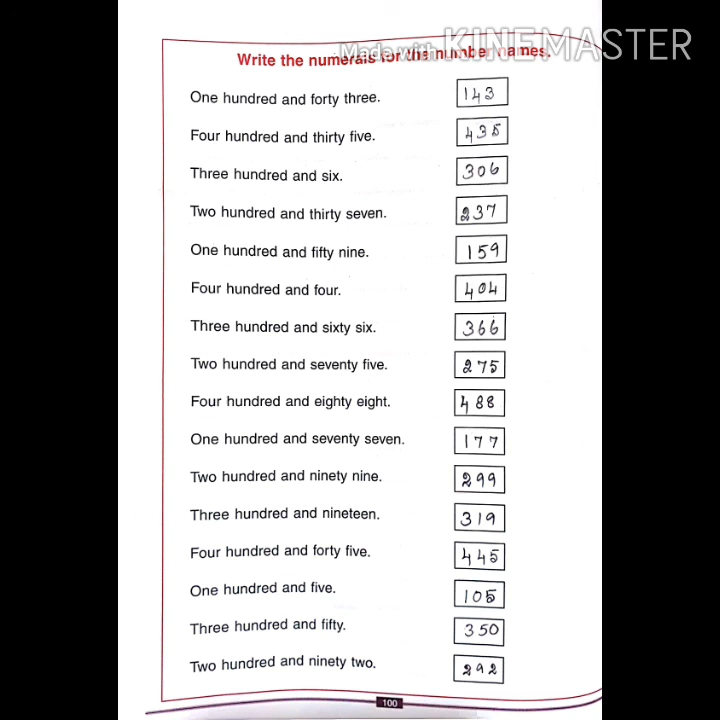 Made with KINEMASTER
Write the numerals for the number names.
One hundred and forty three. 143
Four hundred and thirty five. 435
Three hundred and six. 306
Two hundred and thirty seven. 237
One hundred and fifty nine. 159
Four hundred and four. 404
Three hundred and sixty six. 366
Two hundred and seventy five. 275
Four hundred and eighty eight. 488
One hundred and seventy seven. 177
Two hundred and ninety nine. 299
Three hundred and nineteen. 319
Four hundred and forty five. 445
One hundred and five. 105
Three hundred and fifty. 350
Two hundred and ninety two. 292
100